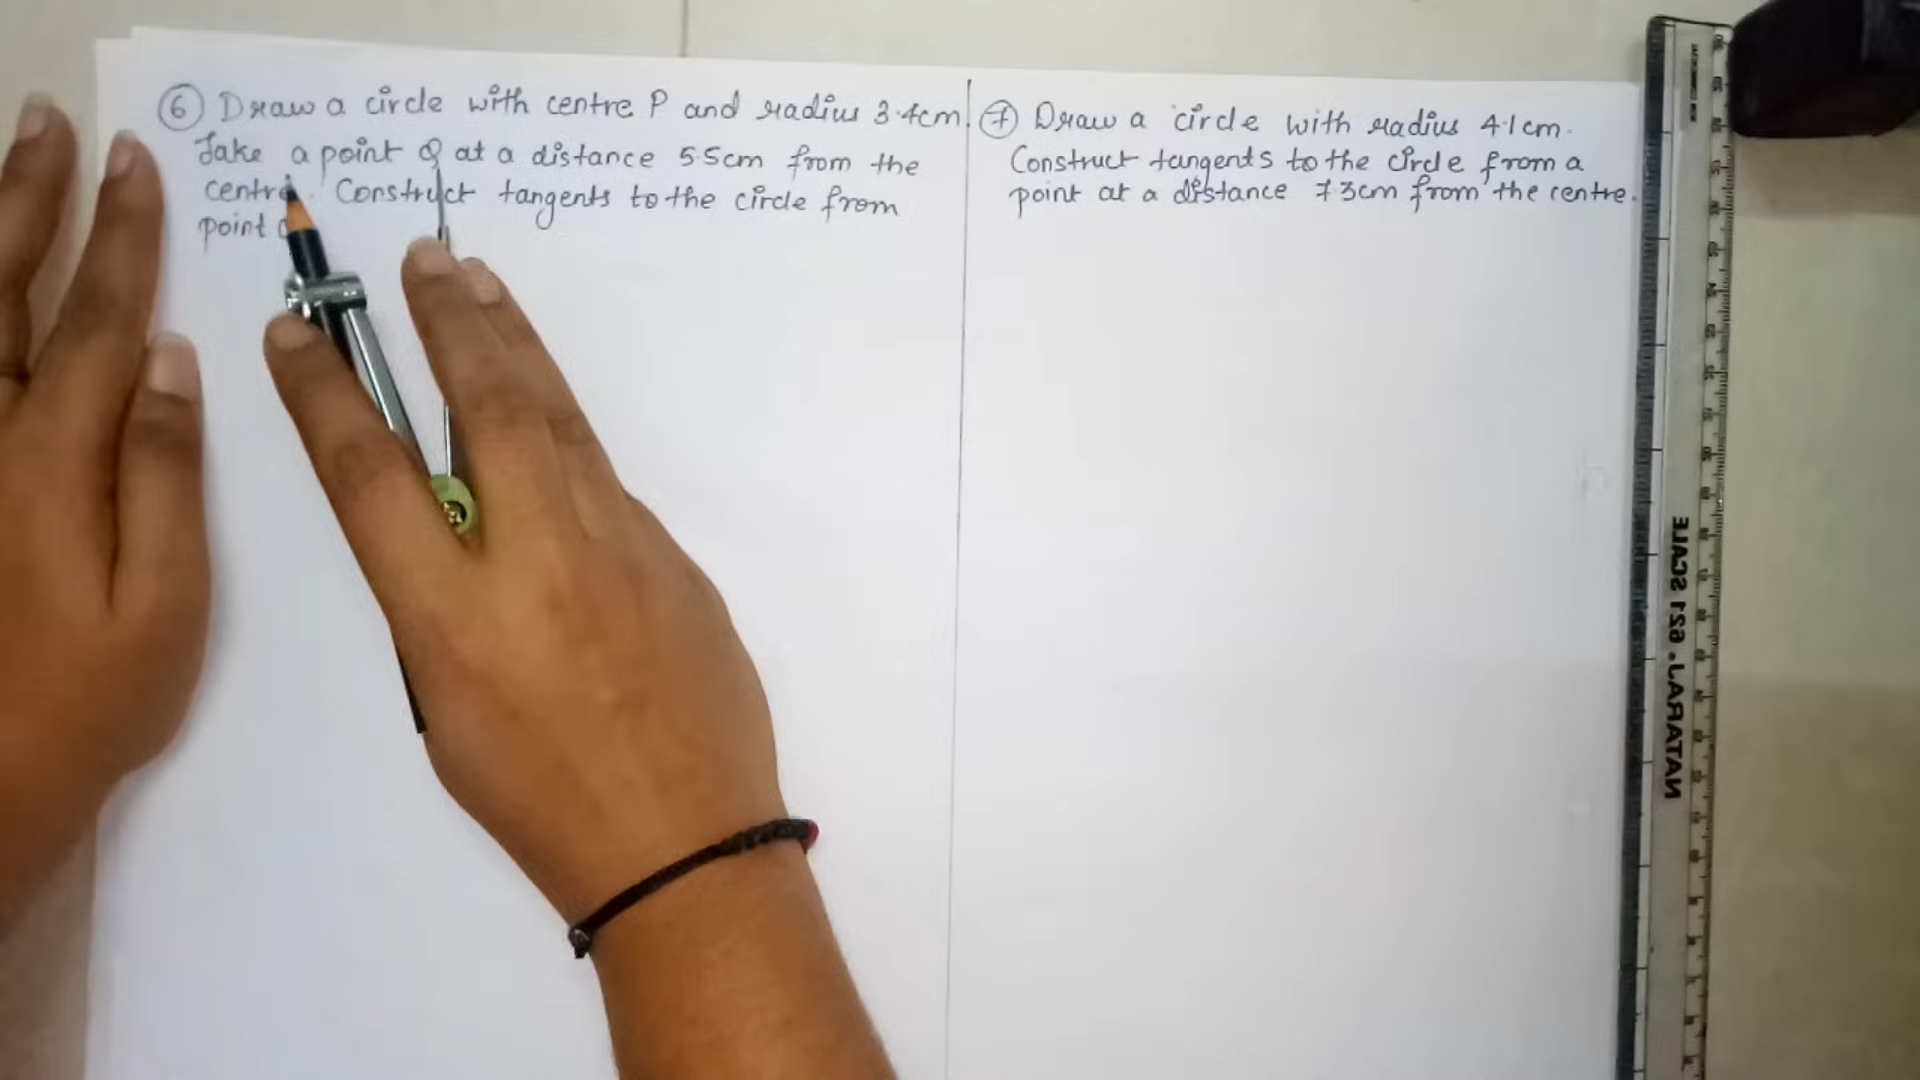 6 Draw a circle with centre P and radius 3.4cm.
Take a point Q at a distance 5.5cm from the
centre. Construct tangents to the circle from
point
7 Draw a circle with radius 4.1cm.
Construct tangents to the circle from a
point at a distance 7.3cm from the centre.
NATARAJ. 621 SCALE